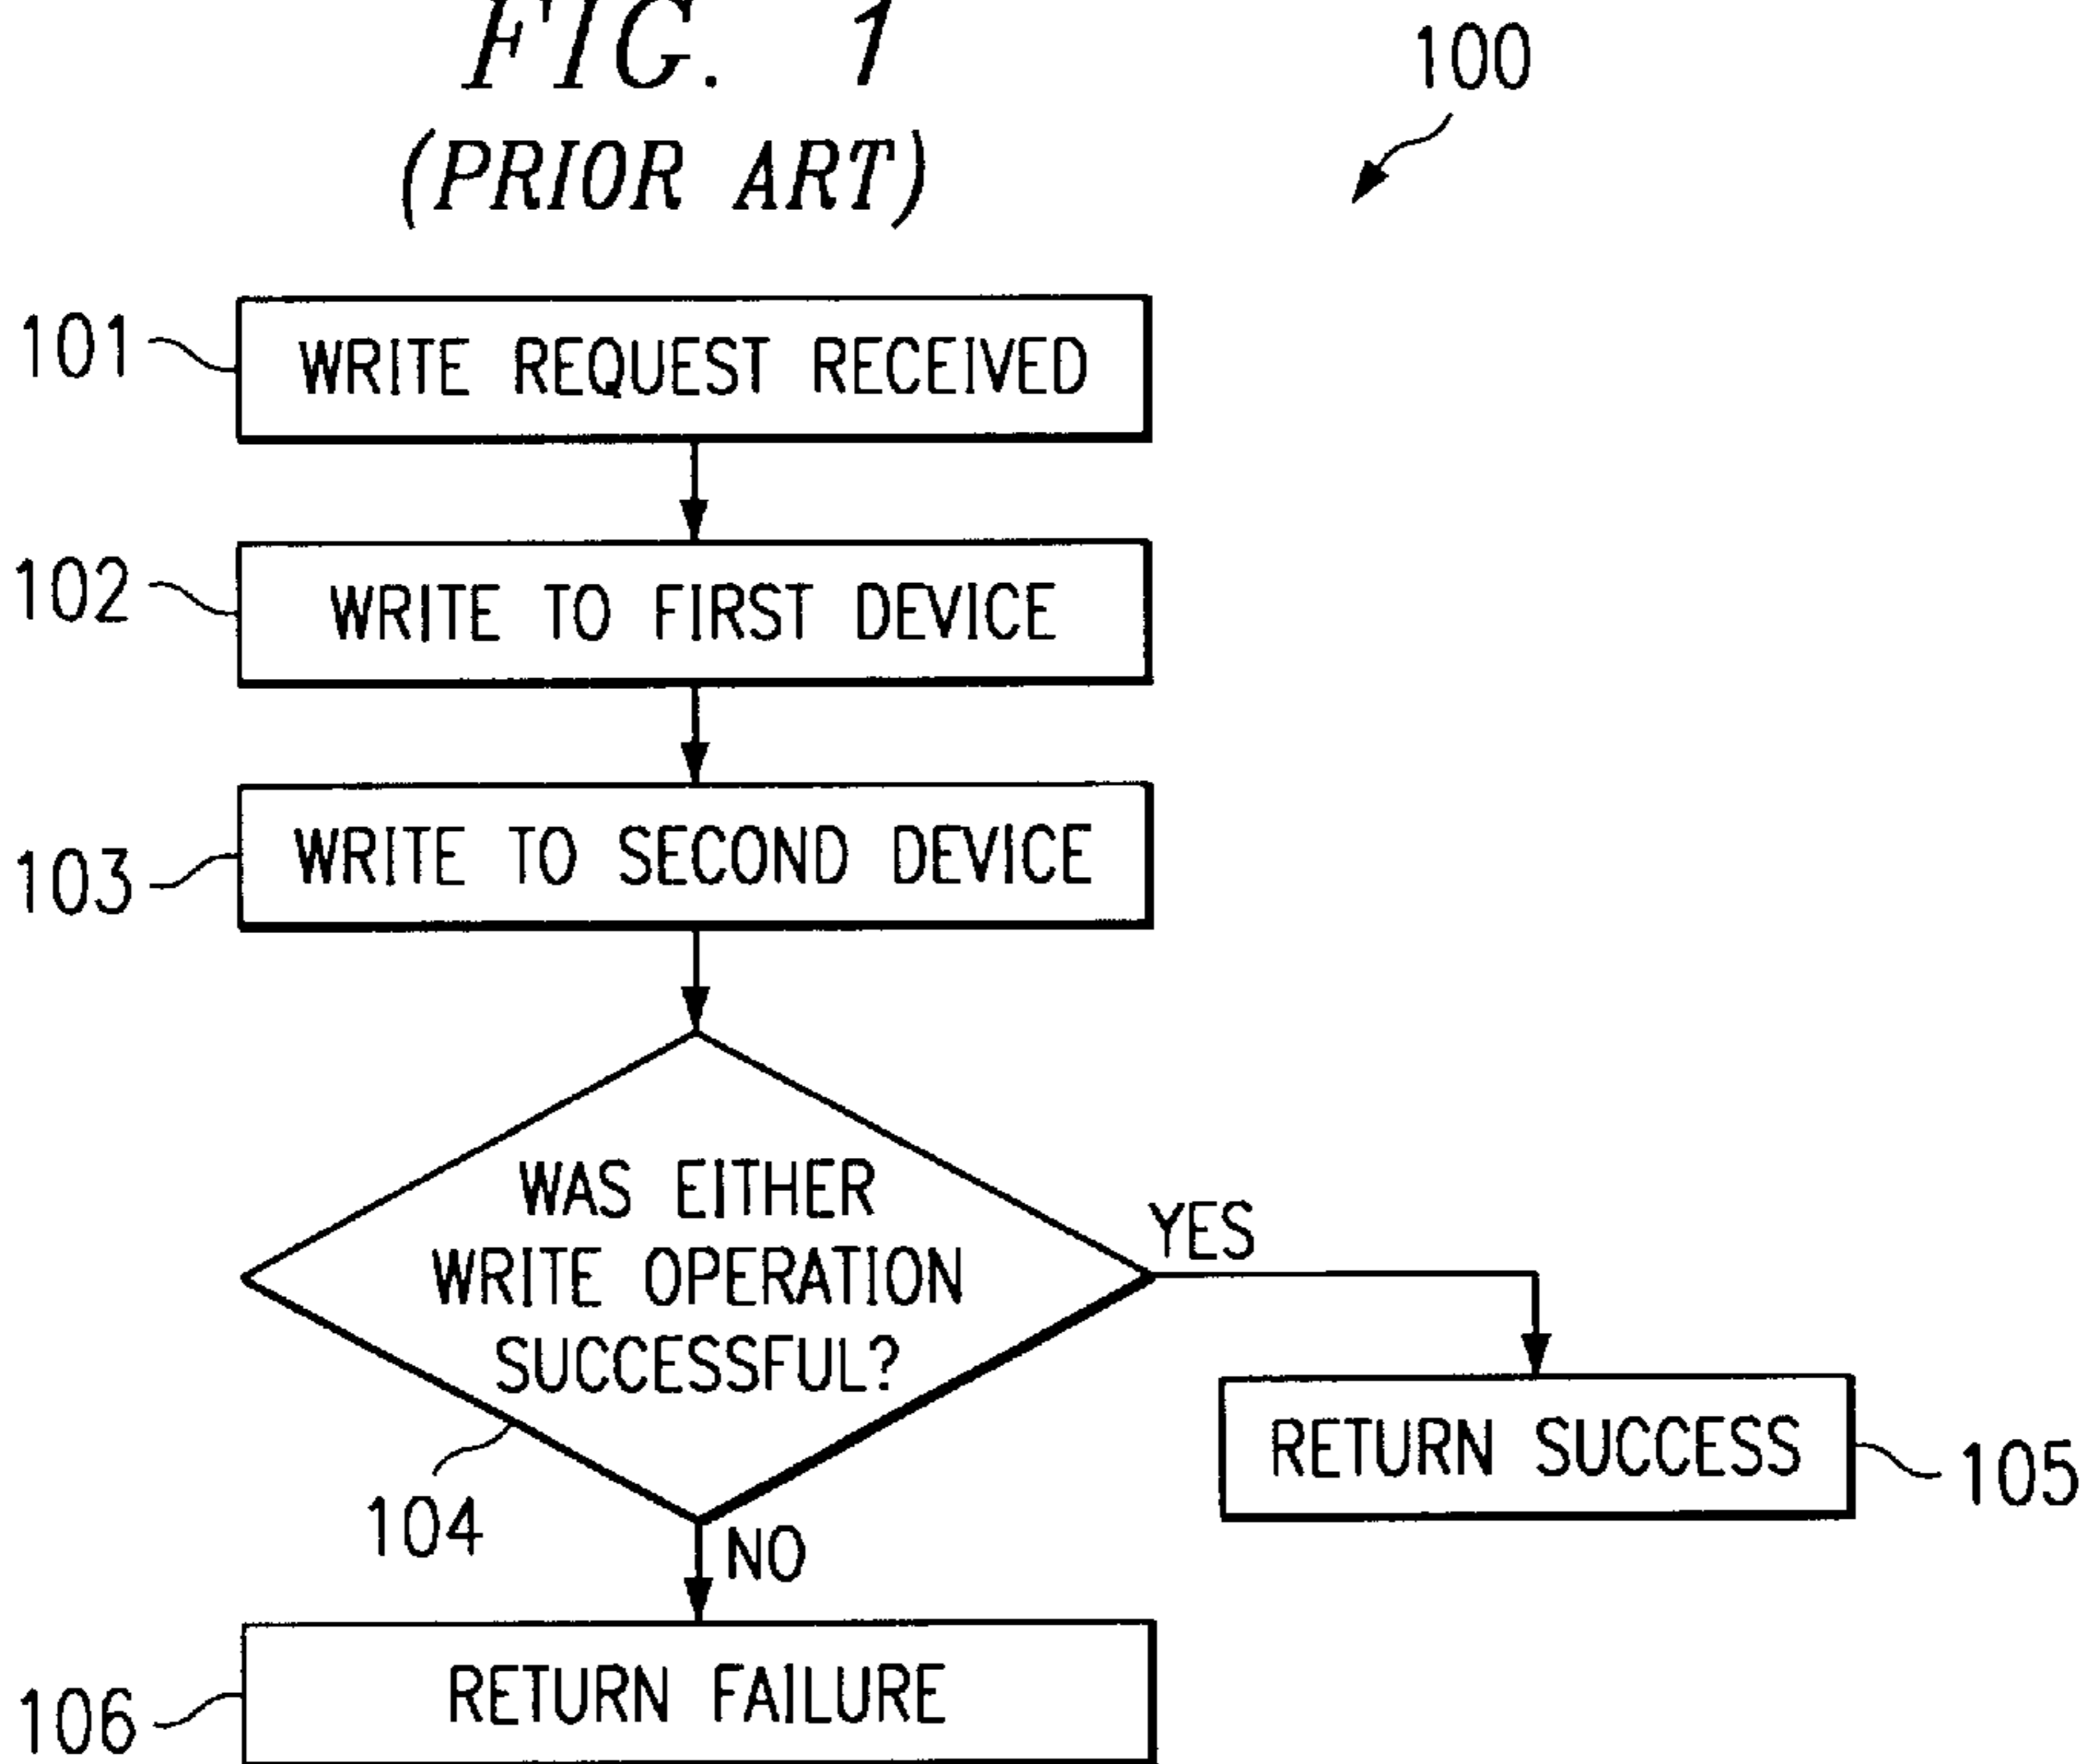 FIG. 1
(PRIOR ART)
100
101
WRITE REQUEST RECEIVED
102
WRITE TO FIRST DEVICE
103
WRITE TO SECOND DEVICE
WAS EITHER
WRITE OPERATION
SUCCESSFUL?
YES
104
NO
RETURN SUCCESS
105
106
RETURN FAILURE